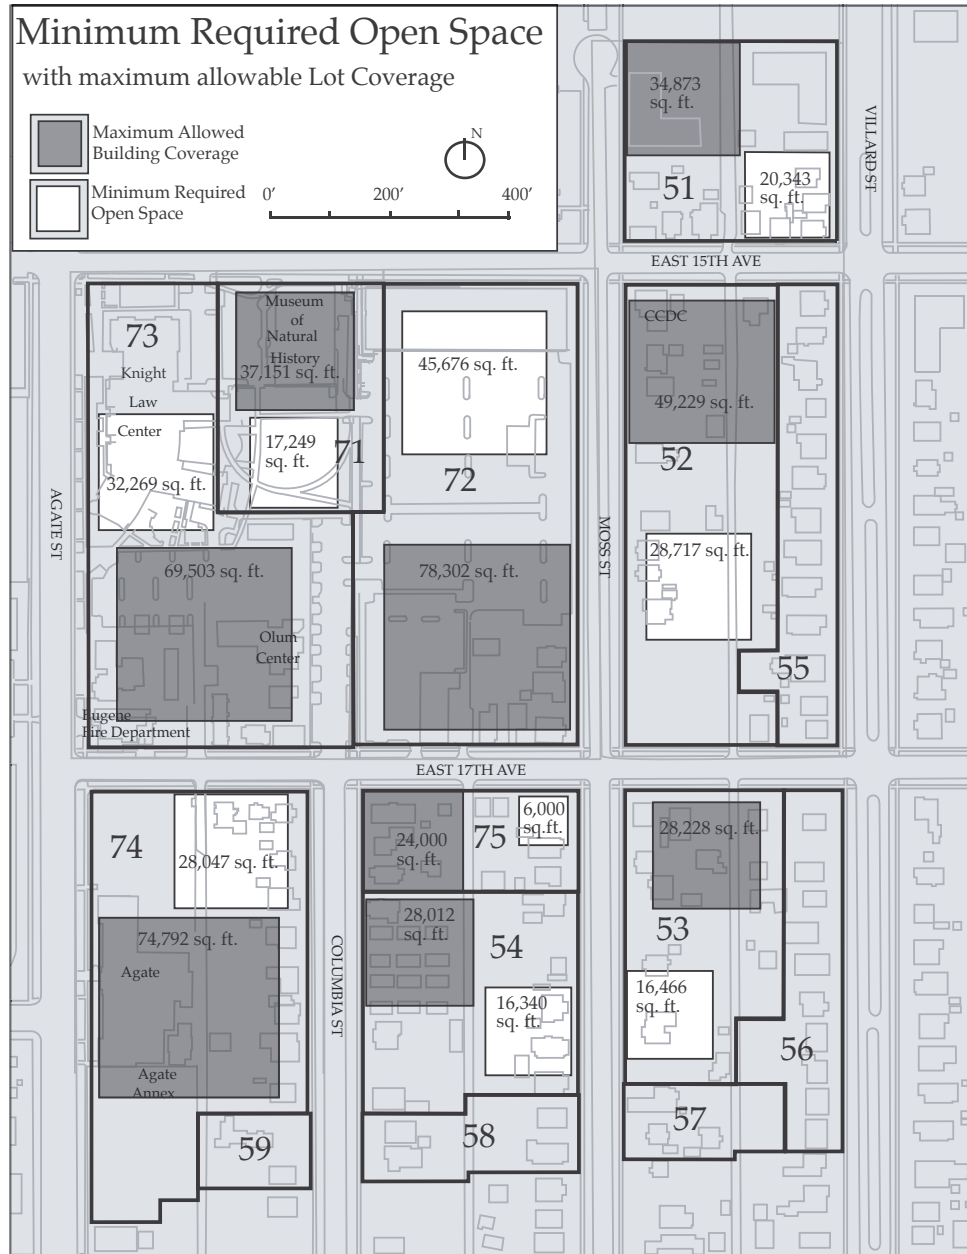 Minimum Required Open Space
with maximum allowable Lot Coverage
Maximum Allowed
Building Coverage
Minimum Required
Open Space
N
0′ 200′ 400′
34,873
sq. ft.
51
20,343
sq. ft.
VILLARD ST
EAST 15TH AVE
73
Knight
Law
Center
32,269 sq. ft.
Museum
of
Natural
History
37,151 sq. ft.
17,249
sq. ft.
71
45,676 sq. ft.
72
CCDC
49,229 sq. ft.
52
28,717 sq. ft.
55
AGATE ST
MOSS ST
69,503 sq. ft.
Olum
Center
Eugene
Fire Department
78,302 sq. ft.
EAST 17TH AVE
74
28,047 sq. ft.
74,792 sq. ft.
Agate
Agate
Annex
59
COLUMBIA ST
24,000
sq. ft.
75
6,000
sq.ft.
28,012
sq. ft.
54
16,340
sq. ft.
58
28,228 sq. ft.
53
16,466
sq. ft.
56
57